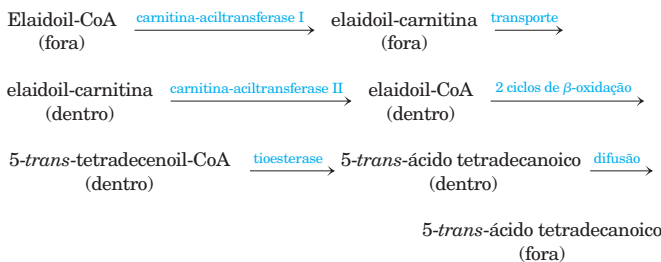 Elaidoil-CoA carnitina-aciltransferase I elaidoil-carnitina transporte
(fora) (fora)
elaidoil-carnitina carnitina-aciltransferase II elaidoil-CoA 2 ciclos de β-oxidação
(dentro) (dentro)
5-trans-tetradecenoil-CoA tioesterase 5-trans-ácido tetradecanoico difusão
(dentro) (dentro)
5-trans-ácido tetradecanoico
(fora)